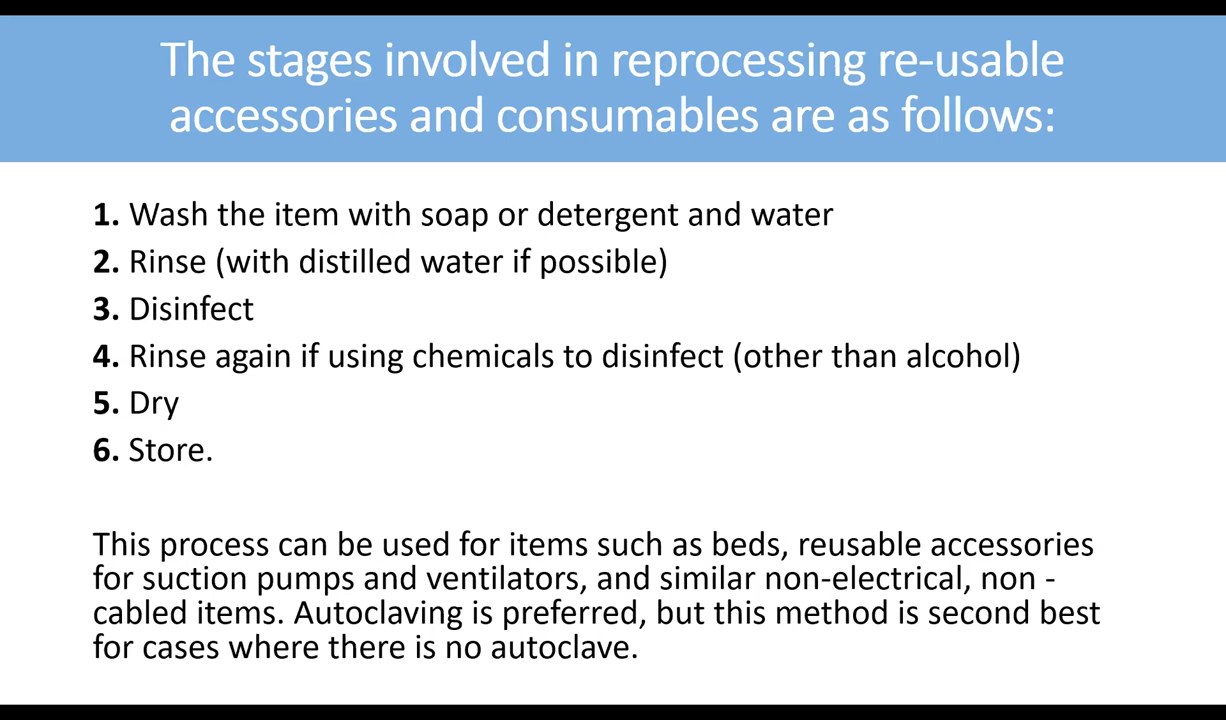 The stages involved in reprocessing re-usable
accessories and consumables are as follows:
1. Wash the item with soap or detergent and water
2. Rinse (with distilled water if possible)
3. Disinfect
4. Rinse again if using chemicals to disinfect (other than alcohol)
5. Dry
6. Store.
This process can be used for items such as beds, reusable accessories
for suction pumps and ventilators, and similar non-electrical, non -
cabled items. Autoclaving is preferred, but this method is second best
for cases where there is no autoclave.